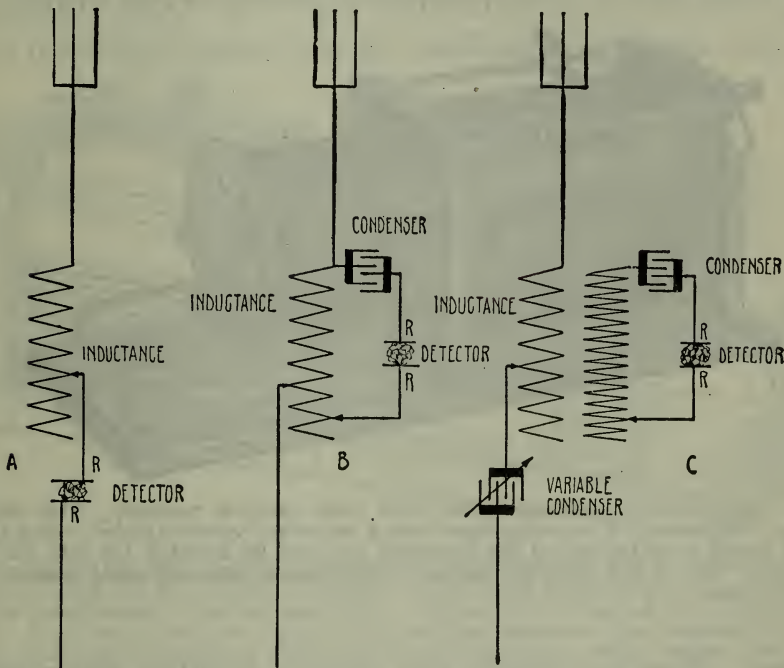 INDUCTANCE
A
R
R
DETECTOR
CONDENSER
INDUCTANCE
R
DETECTOR
R
B
CONDENSER
INDUCTANCE
R
DETECTOR
R
C
VARIABLE
CONDENSER